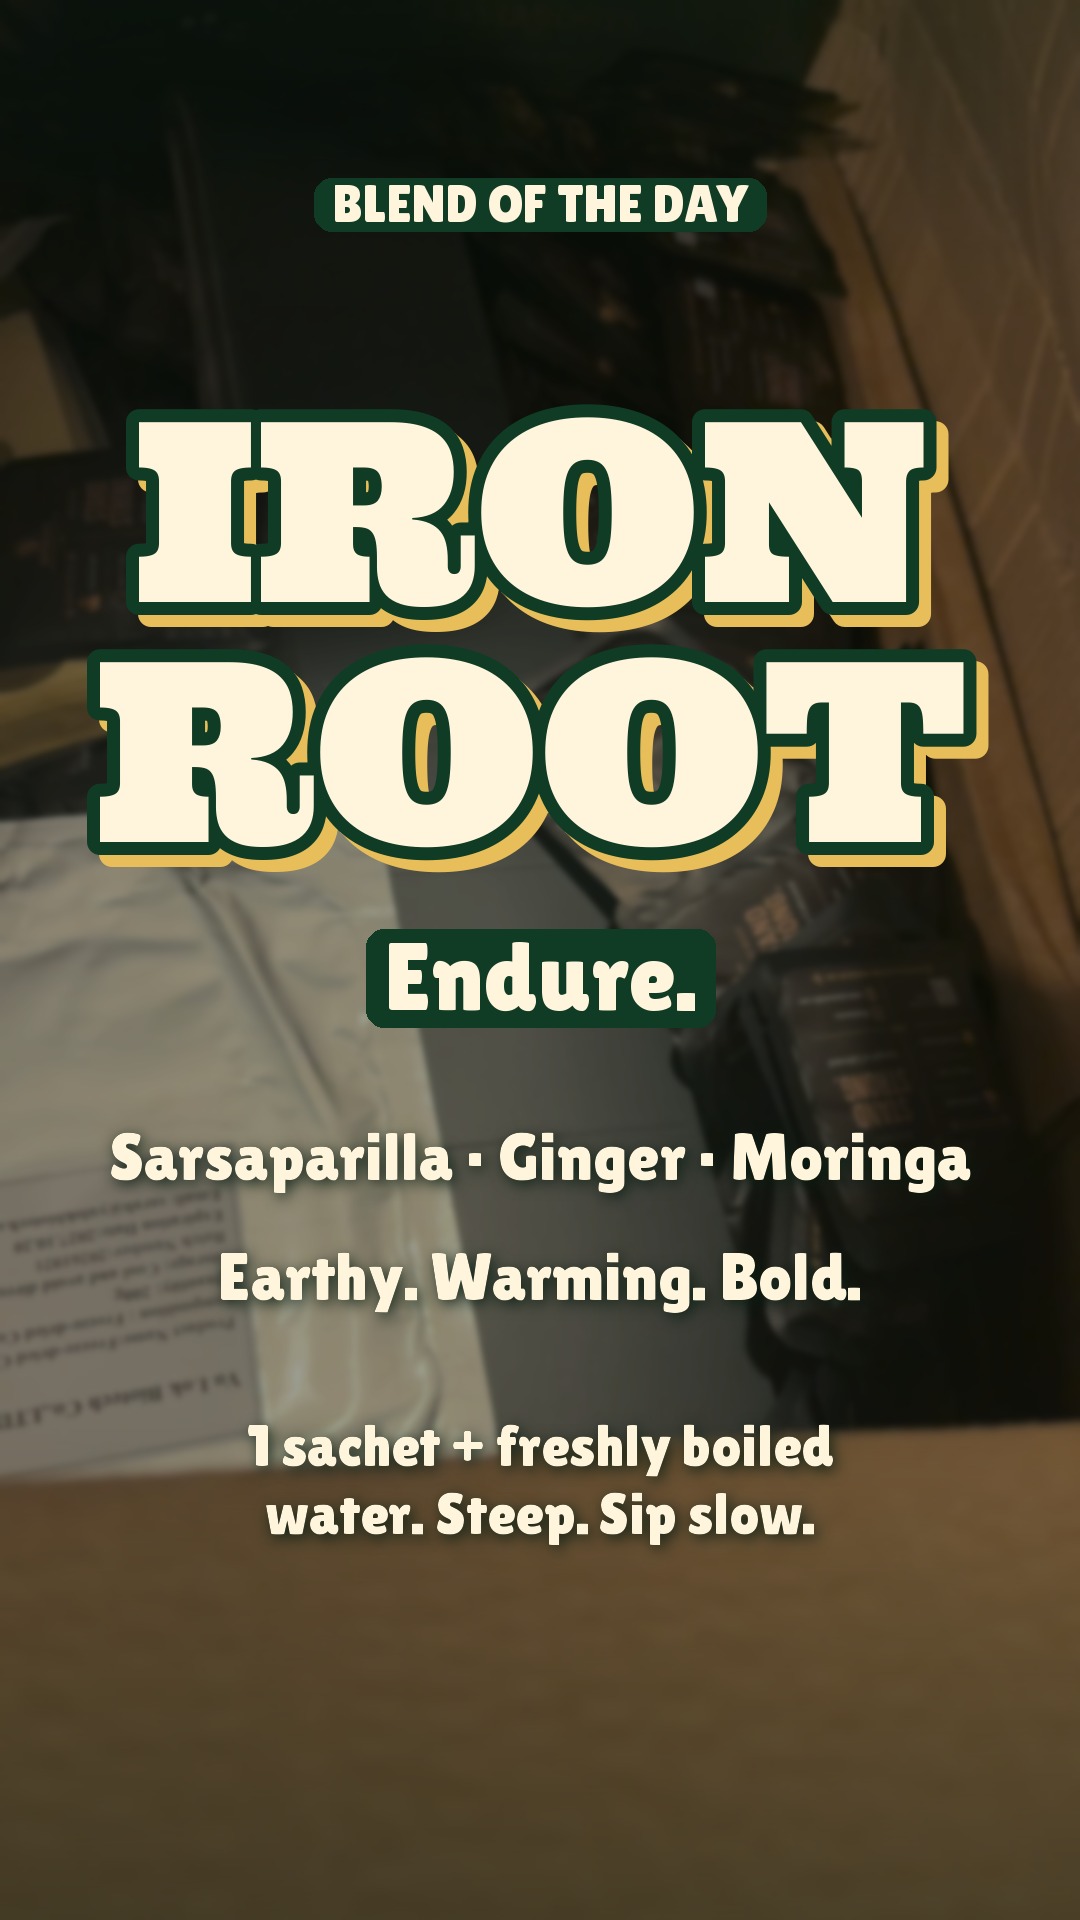 BLEND OF THE DAY
IRON
ROOT
Endure.
Sarsaparilla · Ginger · Moringa
Earthy. Warming. Bold.
1 sachet + freshly boiled
water. Steep. Sip slow.